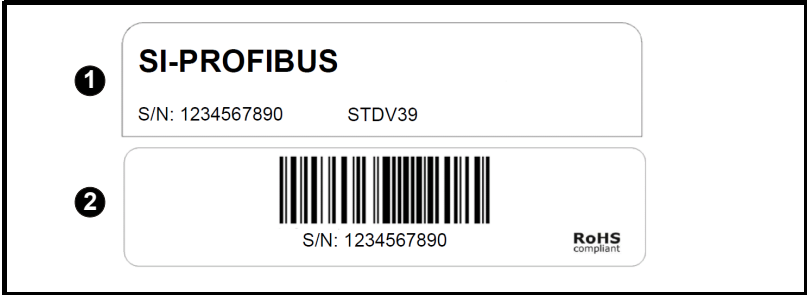 1
SI-PROFIBUS
S/N: 1234567890 STDV39
2
S/N: 1234567890
RoHS
compliant